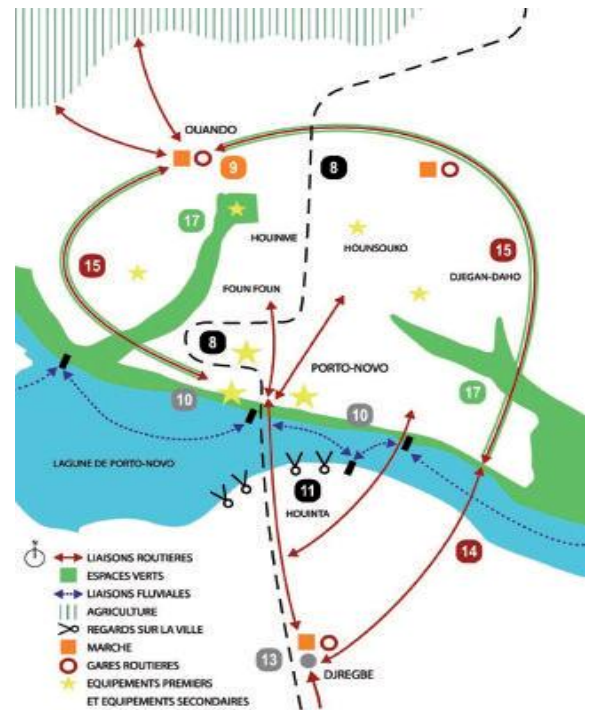 OUANDO
9
8
17
HOUINME
HOUNSOUKO
15
15
DJEGAN-DAHO
FOUN FOUN
8
PORTO-NOVO
10
10
17
LAGUNE DE PORTO-NOVO
11
HOUINTA
14
LIAISONS ROUTIERES
ESPACES VERTS
LIAISONS FLUVIALES
AGRICULTURE
REGARDS SUR LA VILLE
MARCHE
GARES ROUTIERES
EQUIPEMENTS PREMIERS
ET EQUIPEMENTS SECONDAIRES
13
DJREGBE